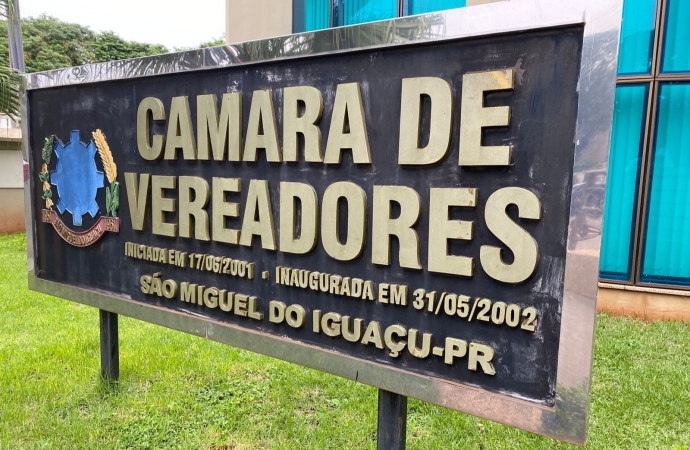 CAMARA DE
VEREADORES
INICIADA EM 17/06/2001 - INAUGURADA EM 31/05/2002
SÃO MIGUEL DO IGUAÇU-PR